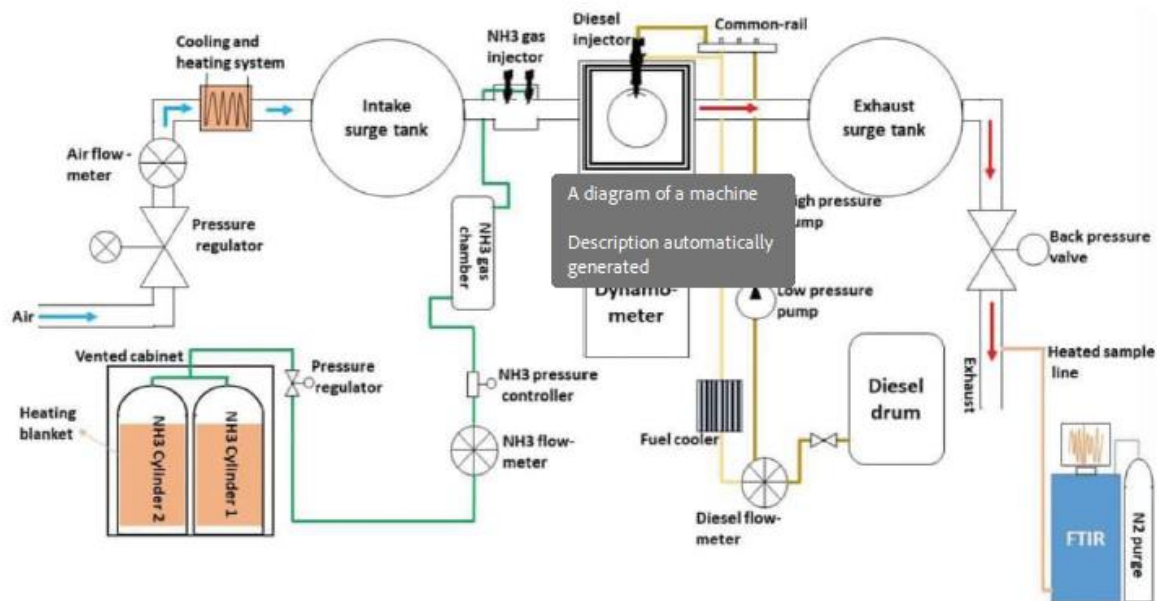 Cooling and
heating system
NH3 gas
injector
Diesel
injector
Common-rail
Intake
surge tank
Exhaust
surge tank
Air flow-
meter
Pressure
regulator
Air
NH3 gas
chamber
A diagram of a machine
Description automatically
generated
pressure
Dynamo-
meter
Low pressure
pump
Back pressure
valve
Vented cabinet
Heating
blanket
NH3 Cylinder 2
NH3 Cylinder 1
Pressure
regulator
NH3 pressure
controller
NH3 flow-
meter
Fuel cooler
Diesel
drum
Diesel flow-
meter
Exhaust
Heated sample
line
FTIR
N2 purge